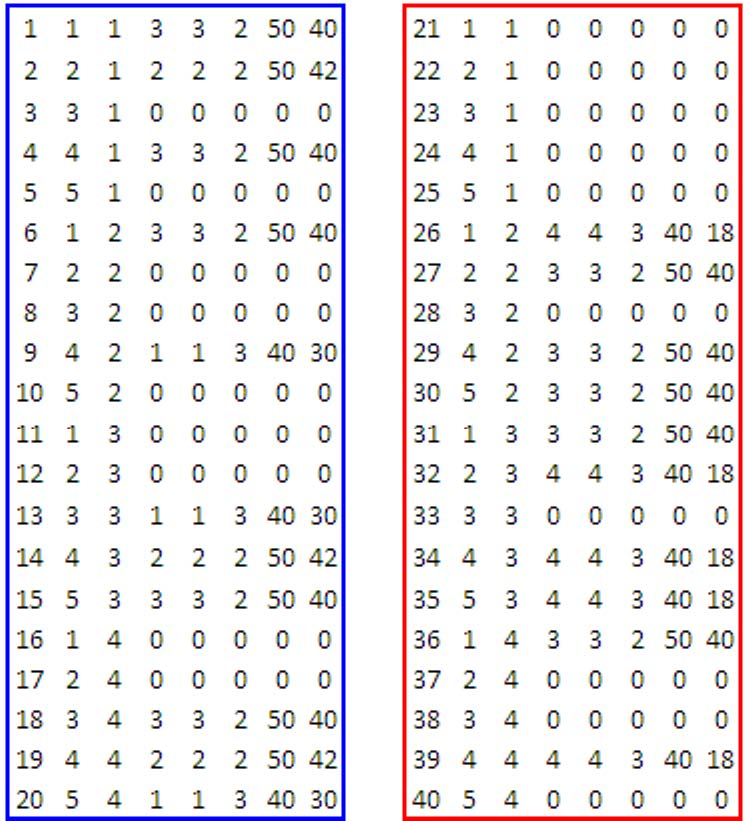 1 1 1 3 3 2 50 40
2 2 1 2 2 2 50 42
3 3 1 0 0 0 0 0
4 4 1 3 3 2 50 40
5 5 1 0 0 0 0 0
6 1 2 3 3 2 50 40
7 2 2 0 0 0 0 0
8 3 2 0 0 0 0 0
9 4 2 1 1 3 40 30
10 5 2 0 0 0 0 0
11 1 3 0 0 0 0 0
12 2 3 0 0 0 0 0
13 3 3 1 1 3 40 30
14 4 3 2 2 2 50 42
15 5 3 3 3 2 50 40
16 1 4 0 0 0 0 0
17 2 4 0 0 0 0 0
18 3 4 3 3 2 50 40
19 4 4 2 2 2 50 42
20 5 4 1 1 3 40 30
21 1 1 0 0 0 0 0
22 2 1 0 0 0 0 0
23 3 1 0 0 0 0 0
24 4 1 0 0 0 0 0
25 5 1 0 0 0 0 0
26 1 2 4 4 3 40 18
27 2 2 3 3 2 50 40
28 3 2 0 0 0 0 0
29 4 2 3 3 2 50 40
30 5 2 3 3 2 50 40
31 1 3 3 3 2 50 40
32 2 3 4 4 3 40 18
33 3 3 0 0 0 0 0
34 4 3 4 4 3 40 18
35 5 3 4 4 3 40 18
36 1 4 3 3 2 50 40
37 2 4 0 0 0 0 0
38 3 4 0 0 0 0 0
39 4 4 4 4 3 40 18
40 5 4 0 0 0 0 0